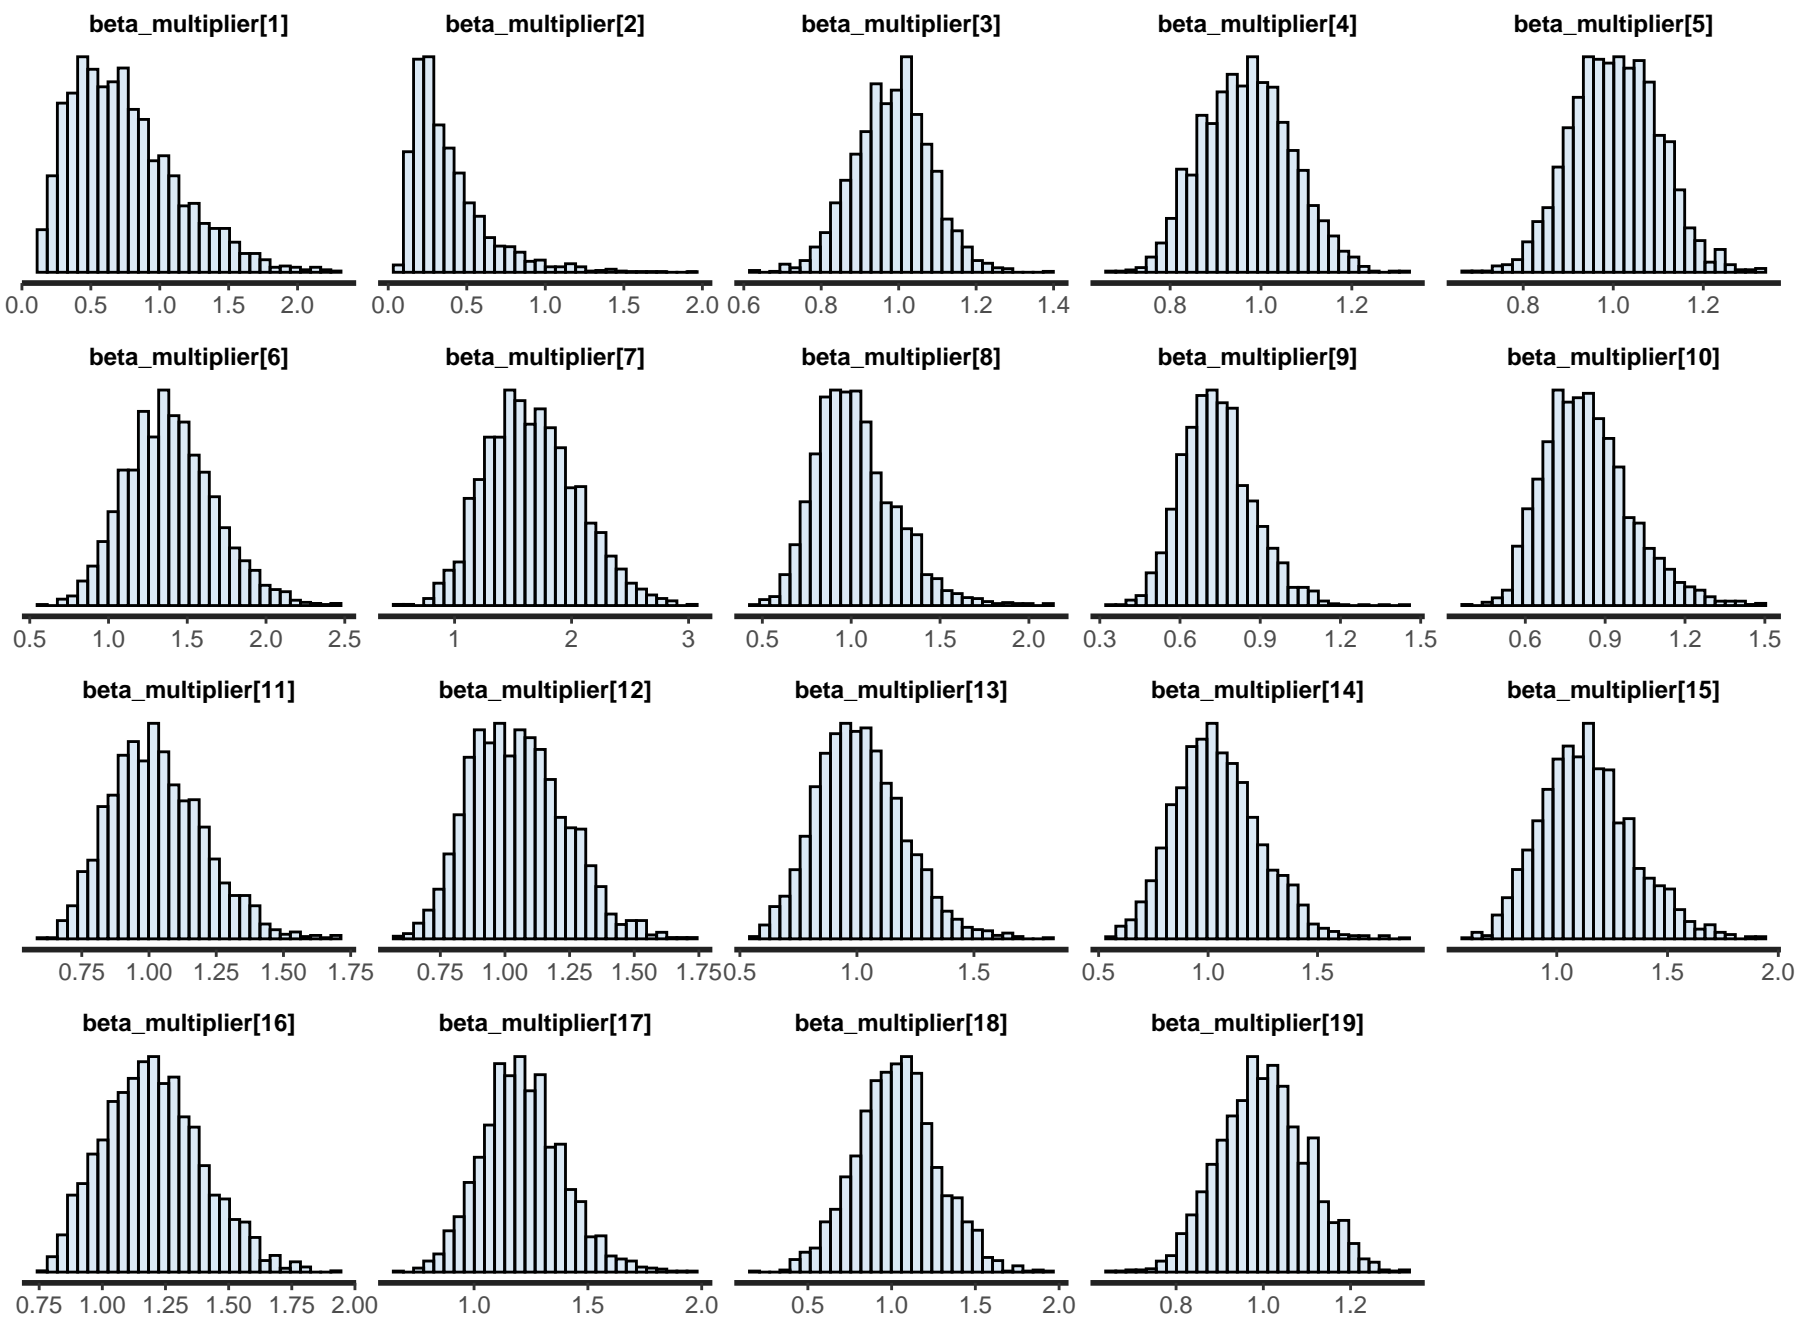 beta_multiplier[1] beta_multiplier[2] beta_multiplier[3] beta_multiplier[4] beta_multiplier[5]
0.0 0.5 1.0 1.5 2.0 0.0 0.5 1.0 1.5 2.0 0.6 0.8 1.0 1.2 1.4 0.8 1.0 1.2 0.8 1.0 1.2
beta_multiplier[6] beta_multiplier[7] beta_multiplier[8] beta_multiplier[9] beta_multiplier[10]
0.5 1.0 1.5 2.0 2.5 1 2 3 0.5 1.0 1.5 2.0 0.3 0.6 0.9 1.2 1.5 0.6 0.9 1.2 1.5
beta_multiplier[11] beta_multiplier[12] beta_multiplier[13] beta_multiplier[14] beta_multiplier[15]
0.75 1.00 1.25 1.50 1.75 0.75 1.00 1.25 1.50 1.75 0.5 1.0 1.5 0.5 1.0 1.5 1.0 1.5 2.0
beta_multiplier[16] beta_multiplier[17] beta_multiplier[18] beta_multiplier[19]
0.75 1.00 1.25 1.50 1.75 2.00 1.0 1.5 2.0 0.5 1.0 1.5 2.0 0.8 1.0 1.2